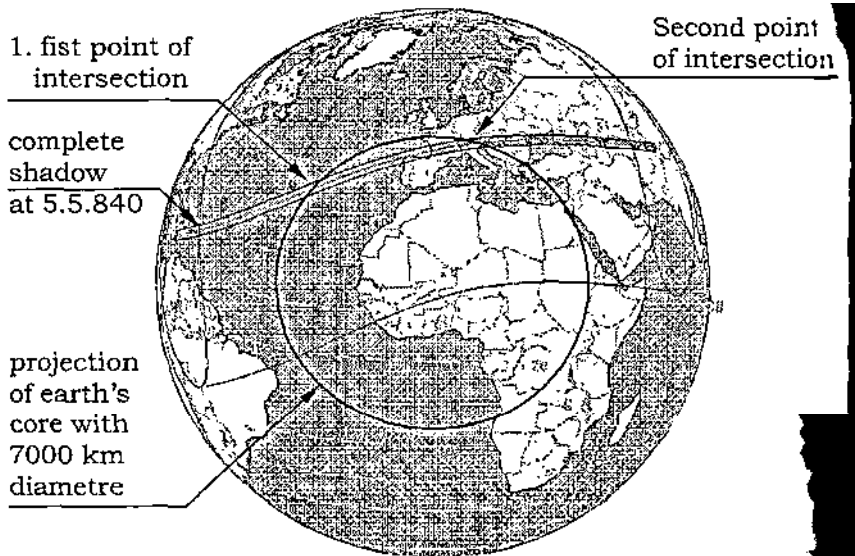 1. fist point of
intersection
Second point
of intersection
complete
shadow
at 5.5.840
projection
of earth's
core with
7000 km
diametre